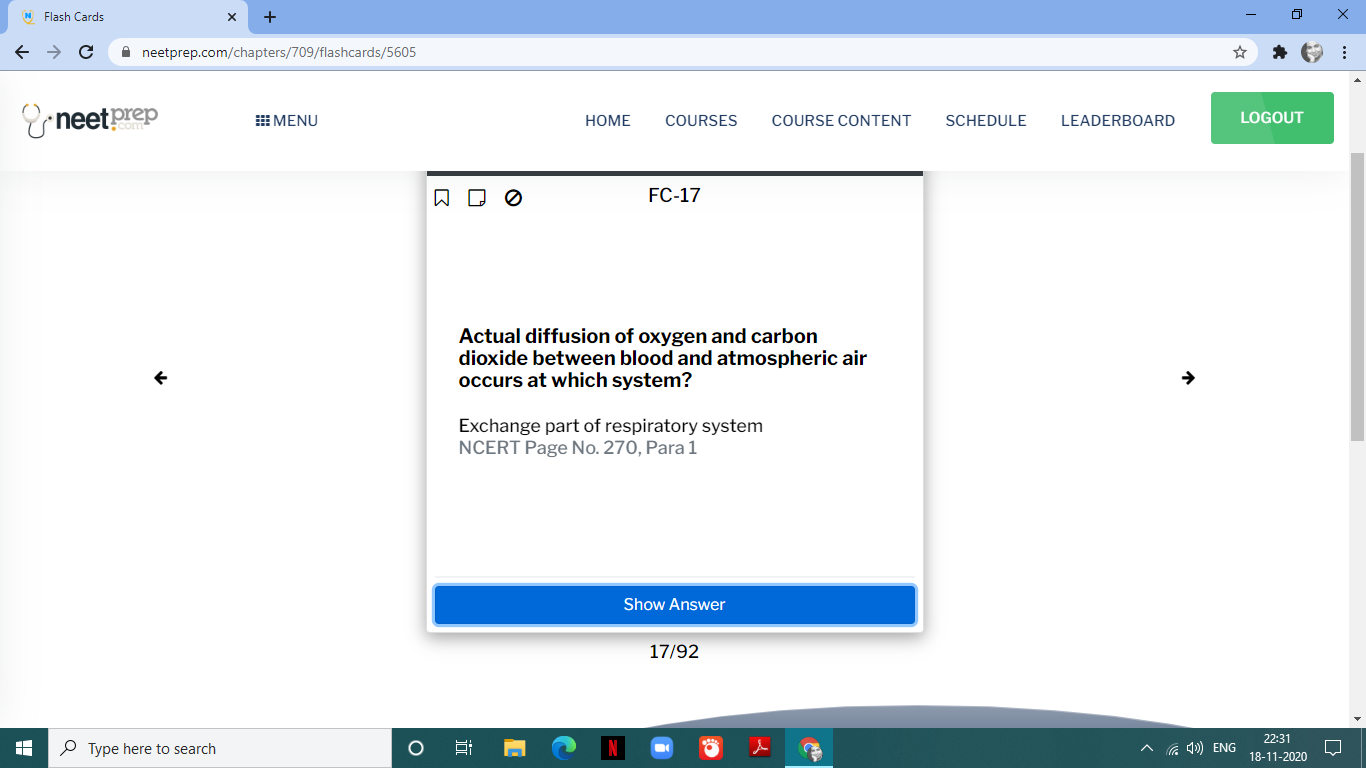 Flash Cards
neetprep.com/chapters/709/flashcards/5605
neetprep.com
MENU
HOME
COURSES
COURSE CONTENT
SCHEDULE
LEADERBOARD
LOGOUT
FC-17
Actual diffusion of oxygen and carbon
dioxide between blood and atmospheric air
occurs at which system?
Exchange part of respiratory system
NCERT Page No. 270, Para 1
Show Answer
17/92
Type here to search
ENG
22:31
18-11-2020